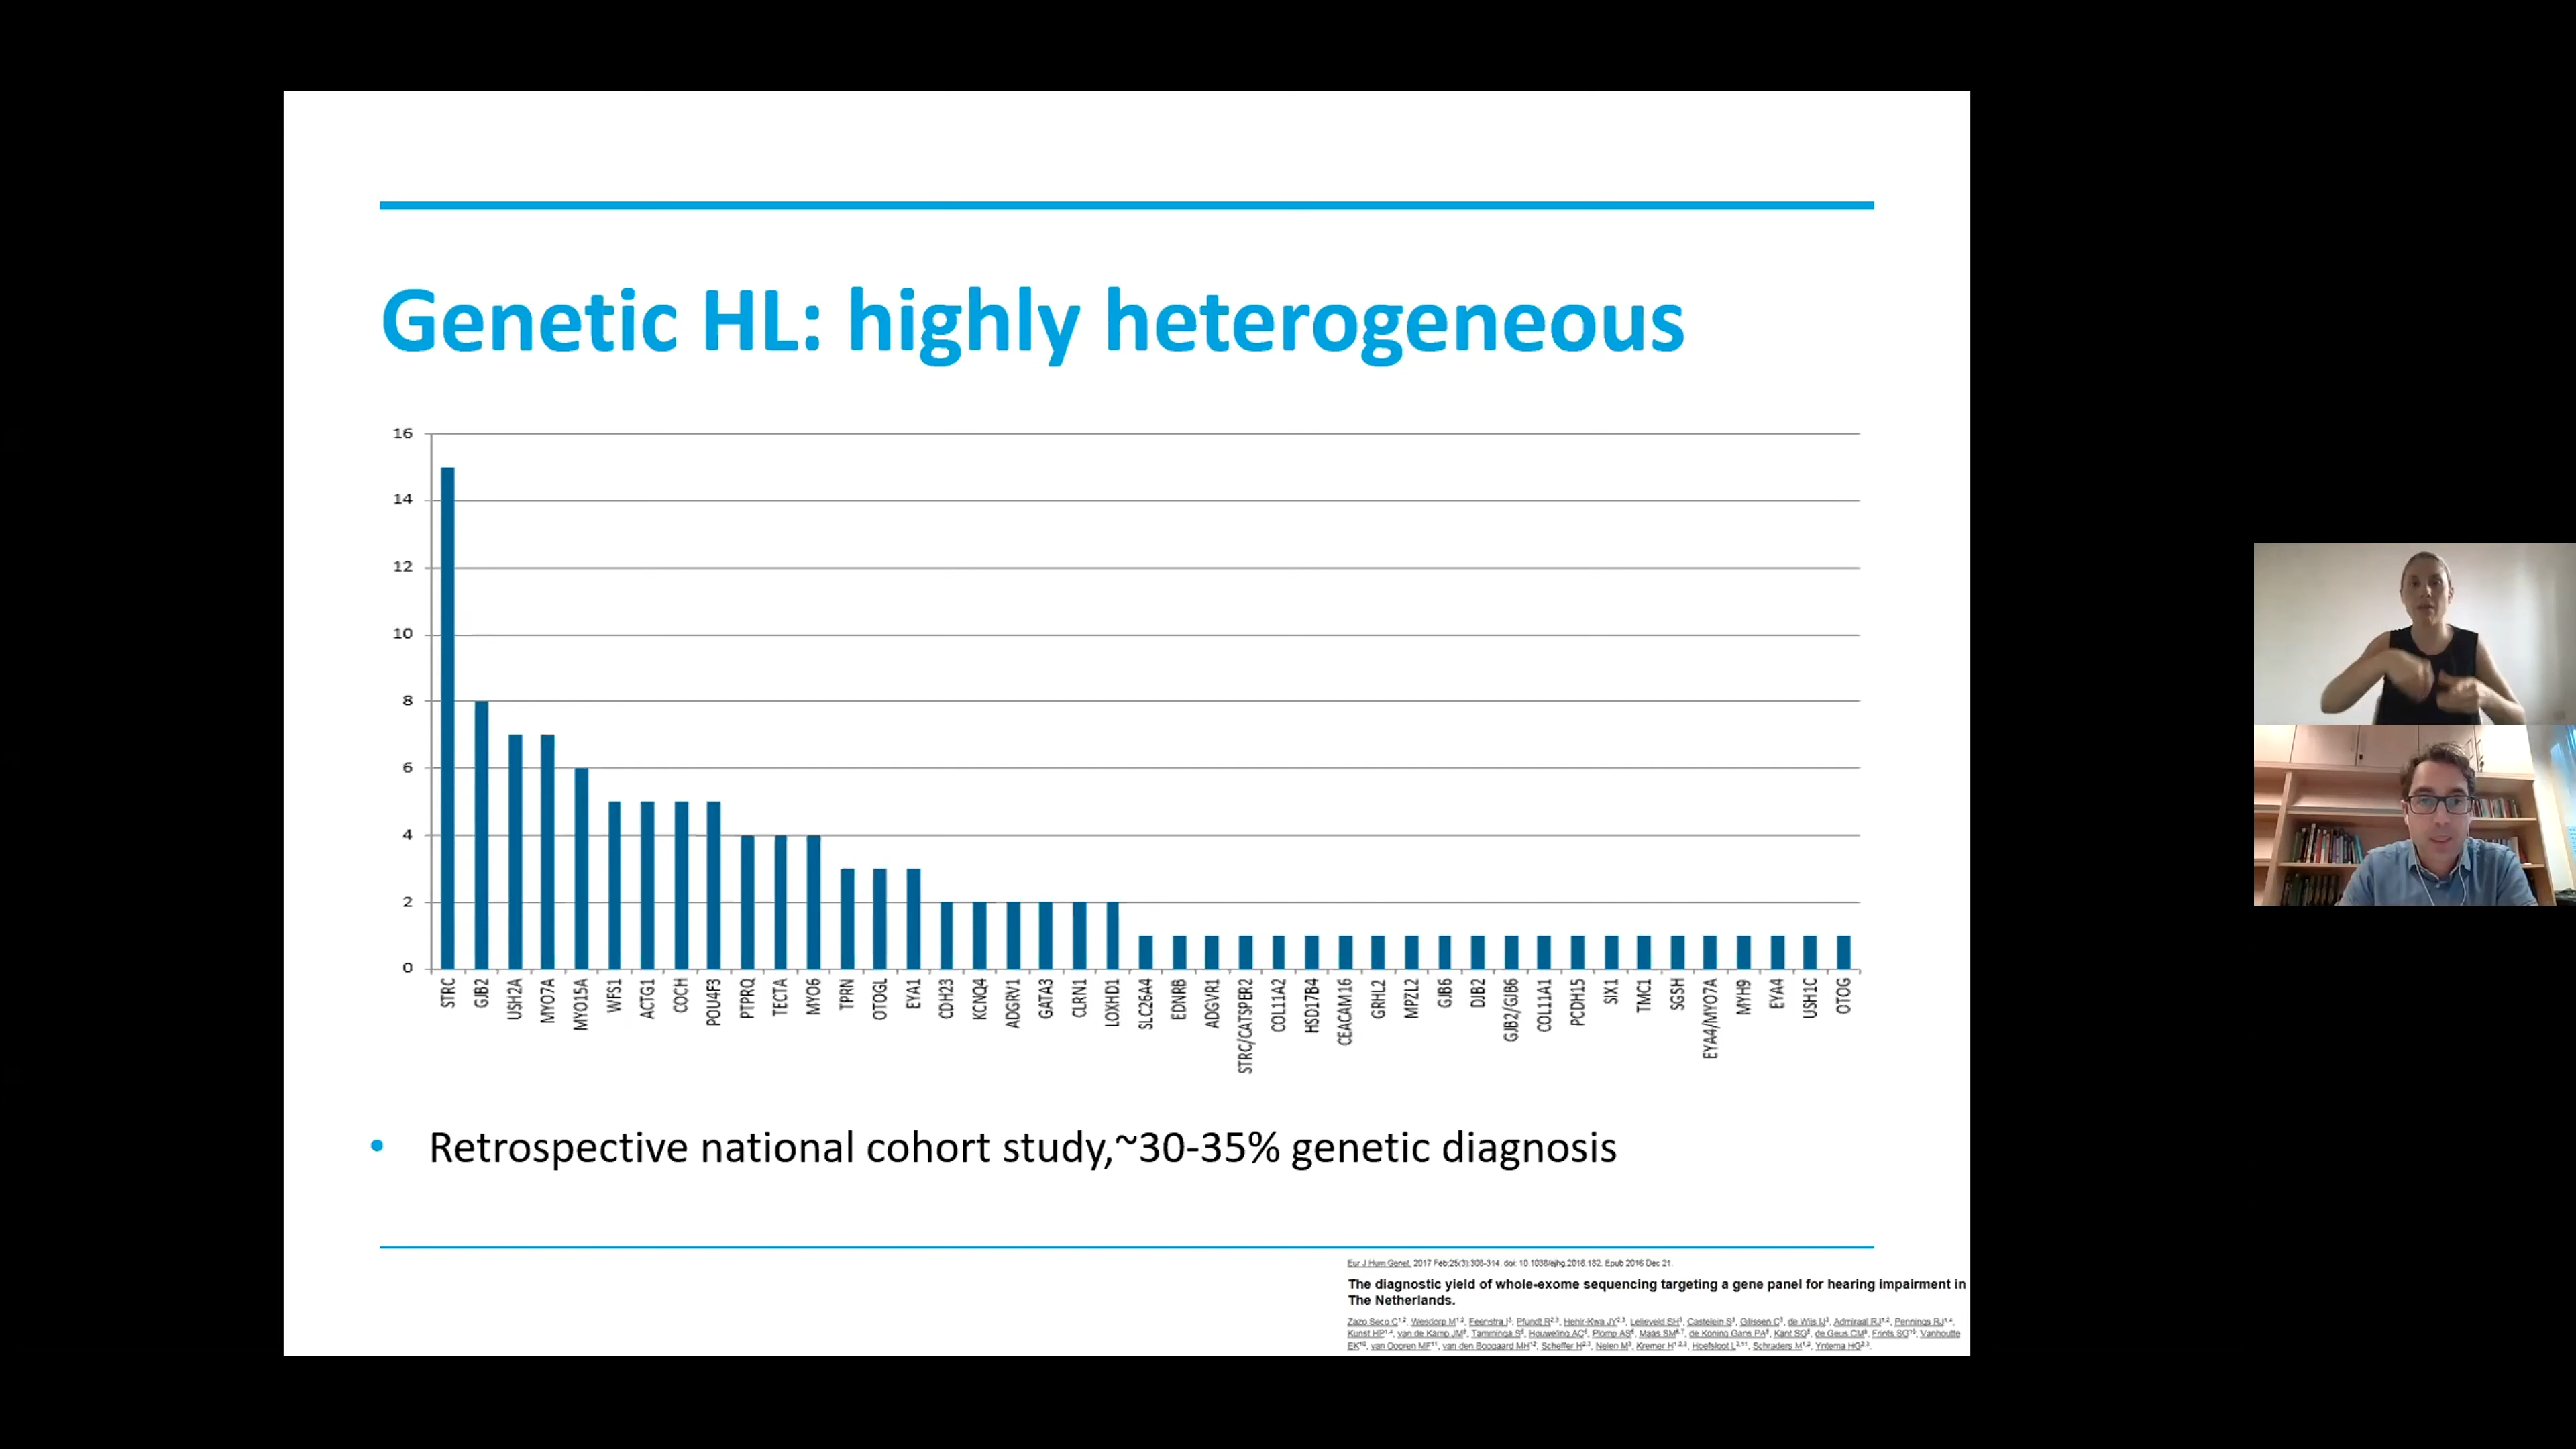 Genetic HL: highly heterogeneous
16
14
12
10
8
6
4
2
0
STRC
GJB2
USH2A
MYO7A
MYO15A
WFS1
ACTG1
COCH
POU4F3
PTPRQ
TECTA
MYO6
TPRN
OTOGL
EYA1
CDH23
KCNQ4
ADGRV1
GATA3
CLRN1
LOXHD1
SLC26A4
EDNRB
ADGVR1
STRC/CATSPER2
COL11A2
HSD17B4
CEACAM16
GRHL2
MPZL2
GJB6
DJB2
GJB2/GJB6
COL11A1
PCDH15
SIX1
TMC1
SGSH
EYA4/MYO7A
MYH9
EYA4
USH1C
OTOG
• Retrospective national cohort study,~30-35% genetic diagnosis
Eur J Hum Genet. 2017 Feb;25(3):308-314. doi: 10.1038/ejhg.2016.182. Epub 2016 Dec 21.
The diagnostic yield of whole-exome sequencing targeting a gene panel for hearing impairment in
The Netherlands.
Zazo Seco C, Wesdorp M, Feenstra I, Pfundt R, Hehir-Kwa JY, Lelieveld SH, Castelein S, Gilissen C, de Wijs IJ, Admiraal RJ, Pennings RJ,
Kunst HP, van de Kamp JM, Tamminga S, Houweling AC, Plomp AS, Maas SM, de Koning Gans PA, Kant SG, de Geus CM, Frints SG, Vanhoutte
EK, van Dooren MF, van den Boogaard MH, Scheffer H, Nelen M, Kremer H, Hoefsloot L, Schraders M, Yntema HG